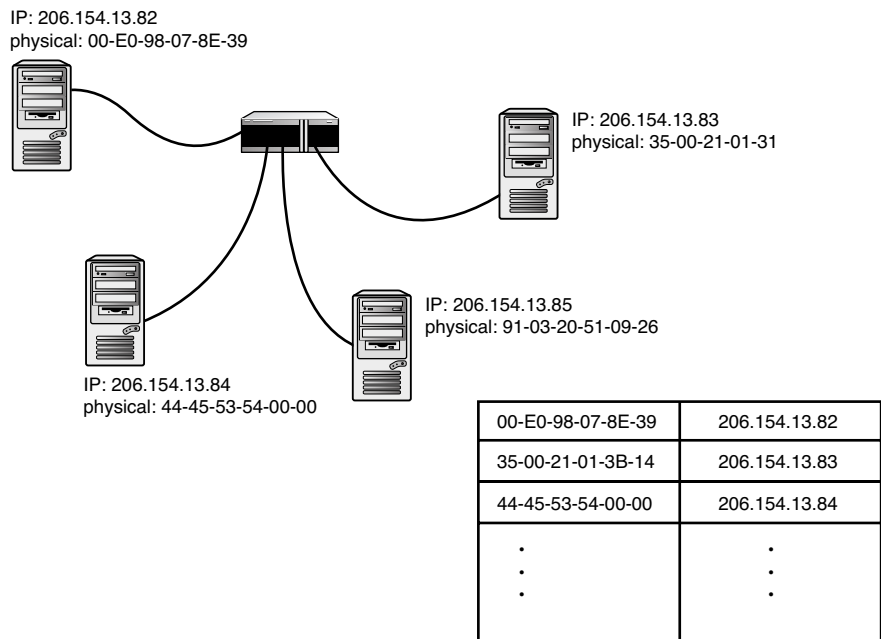 IP: 206.154.13.82
physical: 00-E0-98-07-8E-39
IP: 206.154.13.83
physical: 35-00-21-01-31
IP: 206.154.13.85
physical: 91-03-20-51-09-26
IP: 206.154.13.84
physical: 44-45-53-54-00-00
00-E0-98-07-8E-39 206.154.13.82
35-00-21-01-3B-14 206.154.13.83
44-45-53-54-00-00 206.154.13.84
. .
. .
. .